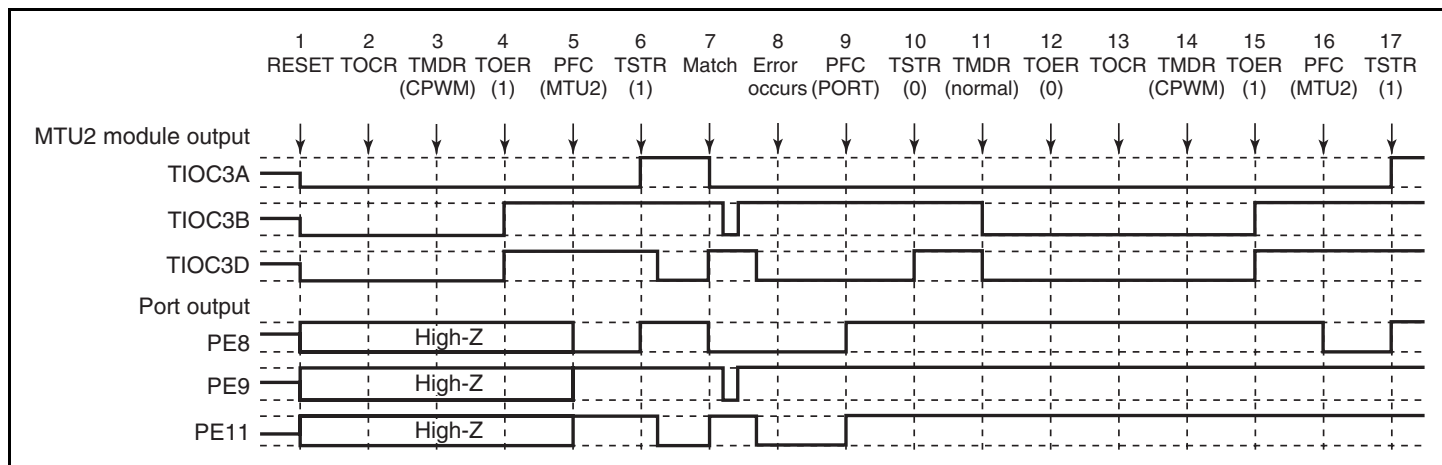 1 2 3 4 5 6 7 8 9 10 11 12 13 14 15 16 17
RESET TOCR TMDR TOER PFC TSTR Match Error PFC TSTR TMDR TOER TOCR TMDR TOER PFC TSTR
(CPWM) (1) (MTU2) (1) occurs (PORT) (0) (normal) (0) (CPWM) (1) (MTU2) (1)
MTU2 module output
TIOC3A
TIOC3B
TIOC3D
Port output
PE8 High-Z
PE9 High-Z
PE11 High-Z